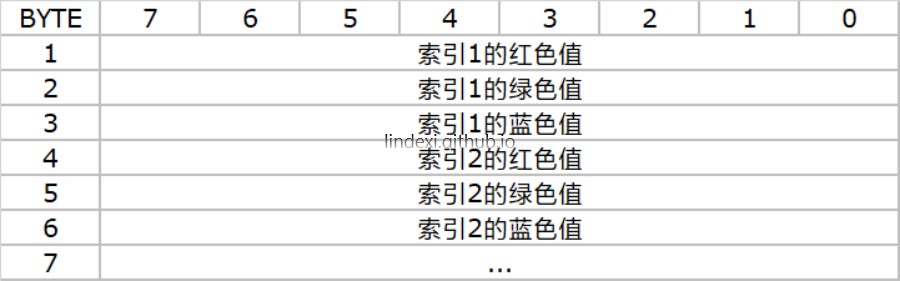 BYTE 7 6 5 4 3 2 1 0
1 索引1的红色值
2 索引1的绿色值
3 索引1的蓝色值
lindexi.github.io
4 索引2的红色值
5 索引2的绿色值
6 索引2的蓝色值
7 ...